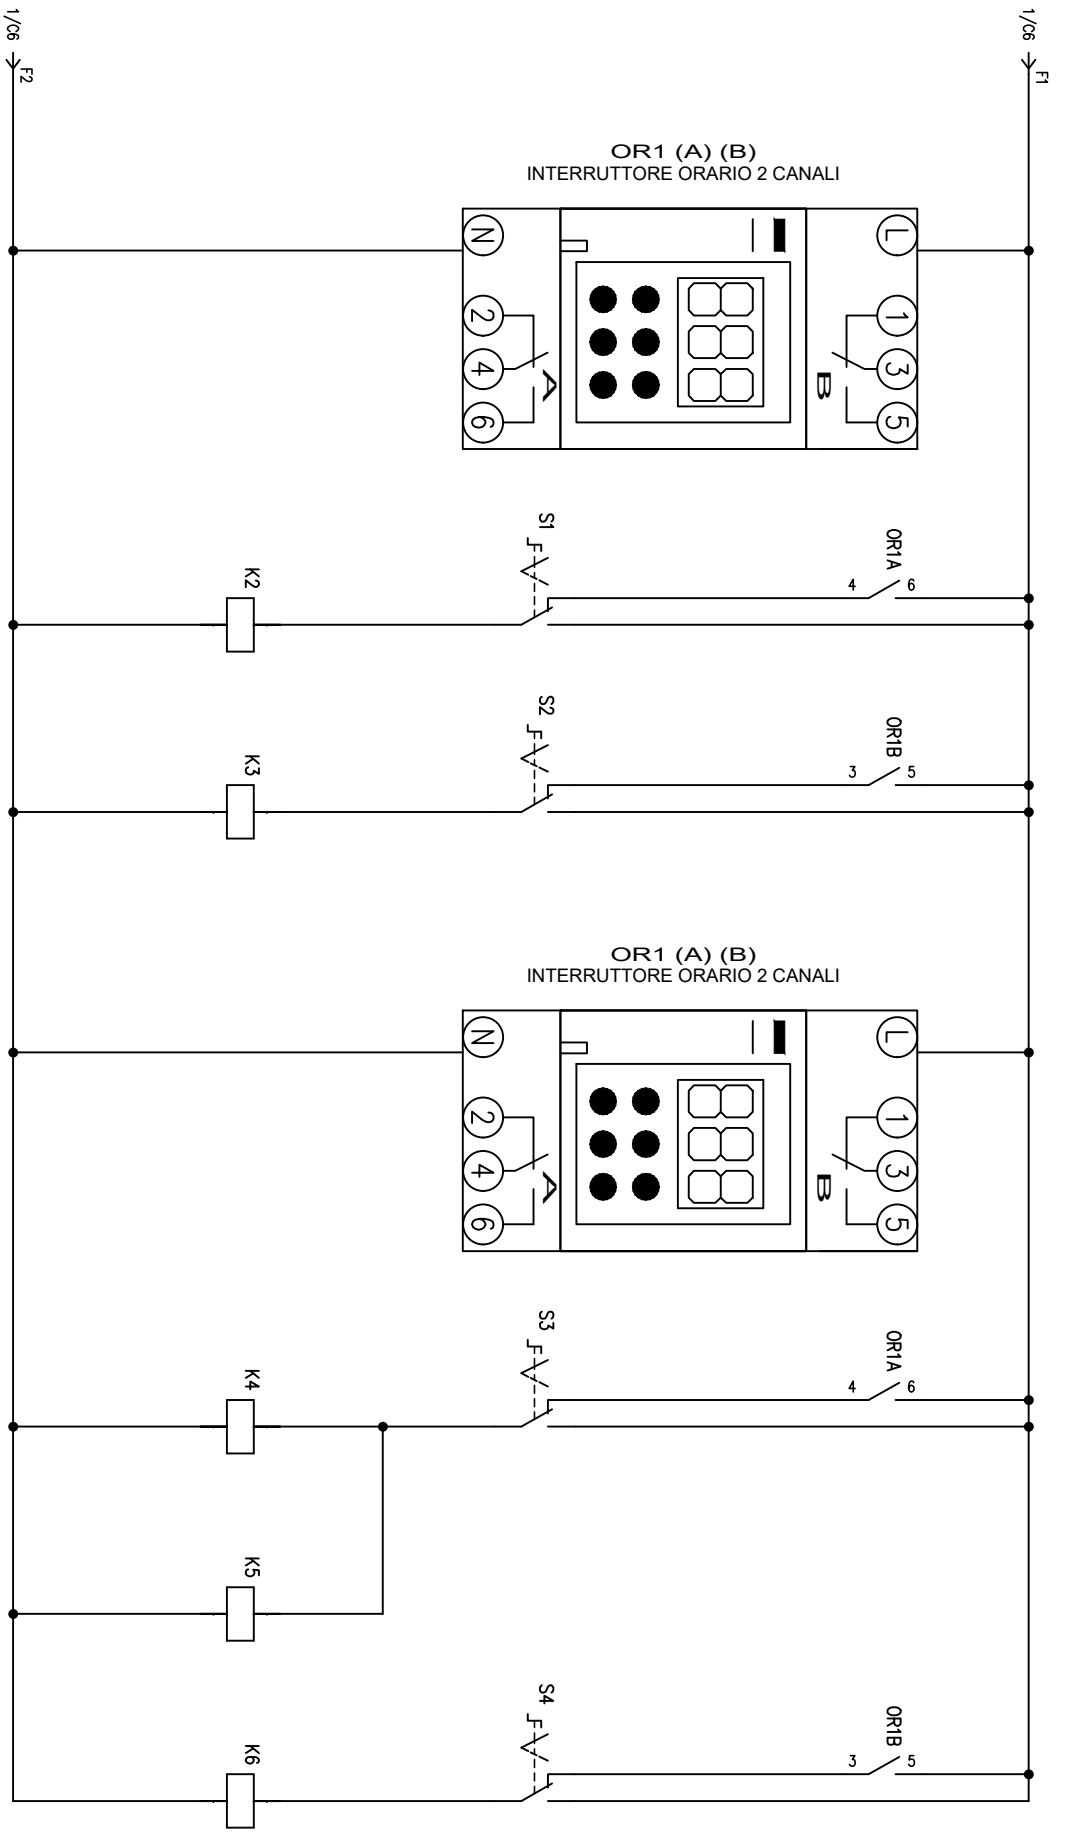 1/C6
F1
1/C6
F2
OR1 (A) (B)
INTERRUTTORE ORARIO 2 CANALI
L
1
3
5
B
N
2
4
6
A
OR1A
4 6
S1
K2
OR1B
3 5
S2
K3
OR1 (A) (B)
INTERRUTTORE ORARIO 2 CANALI
L
1
3
5
B
N
2
4
6
A
OR1A
4 6
S3
K4
K5
OR1B
3 5
S4
K6